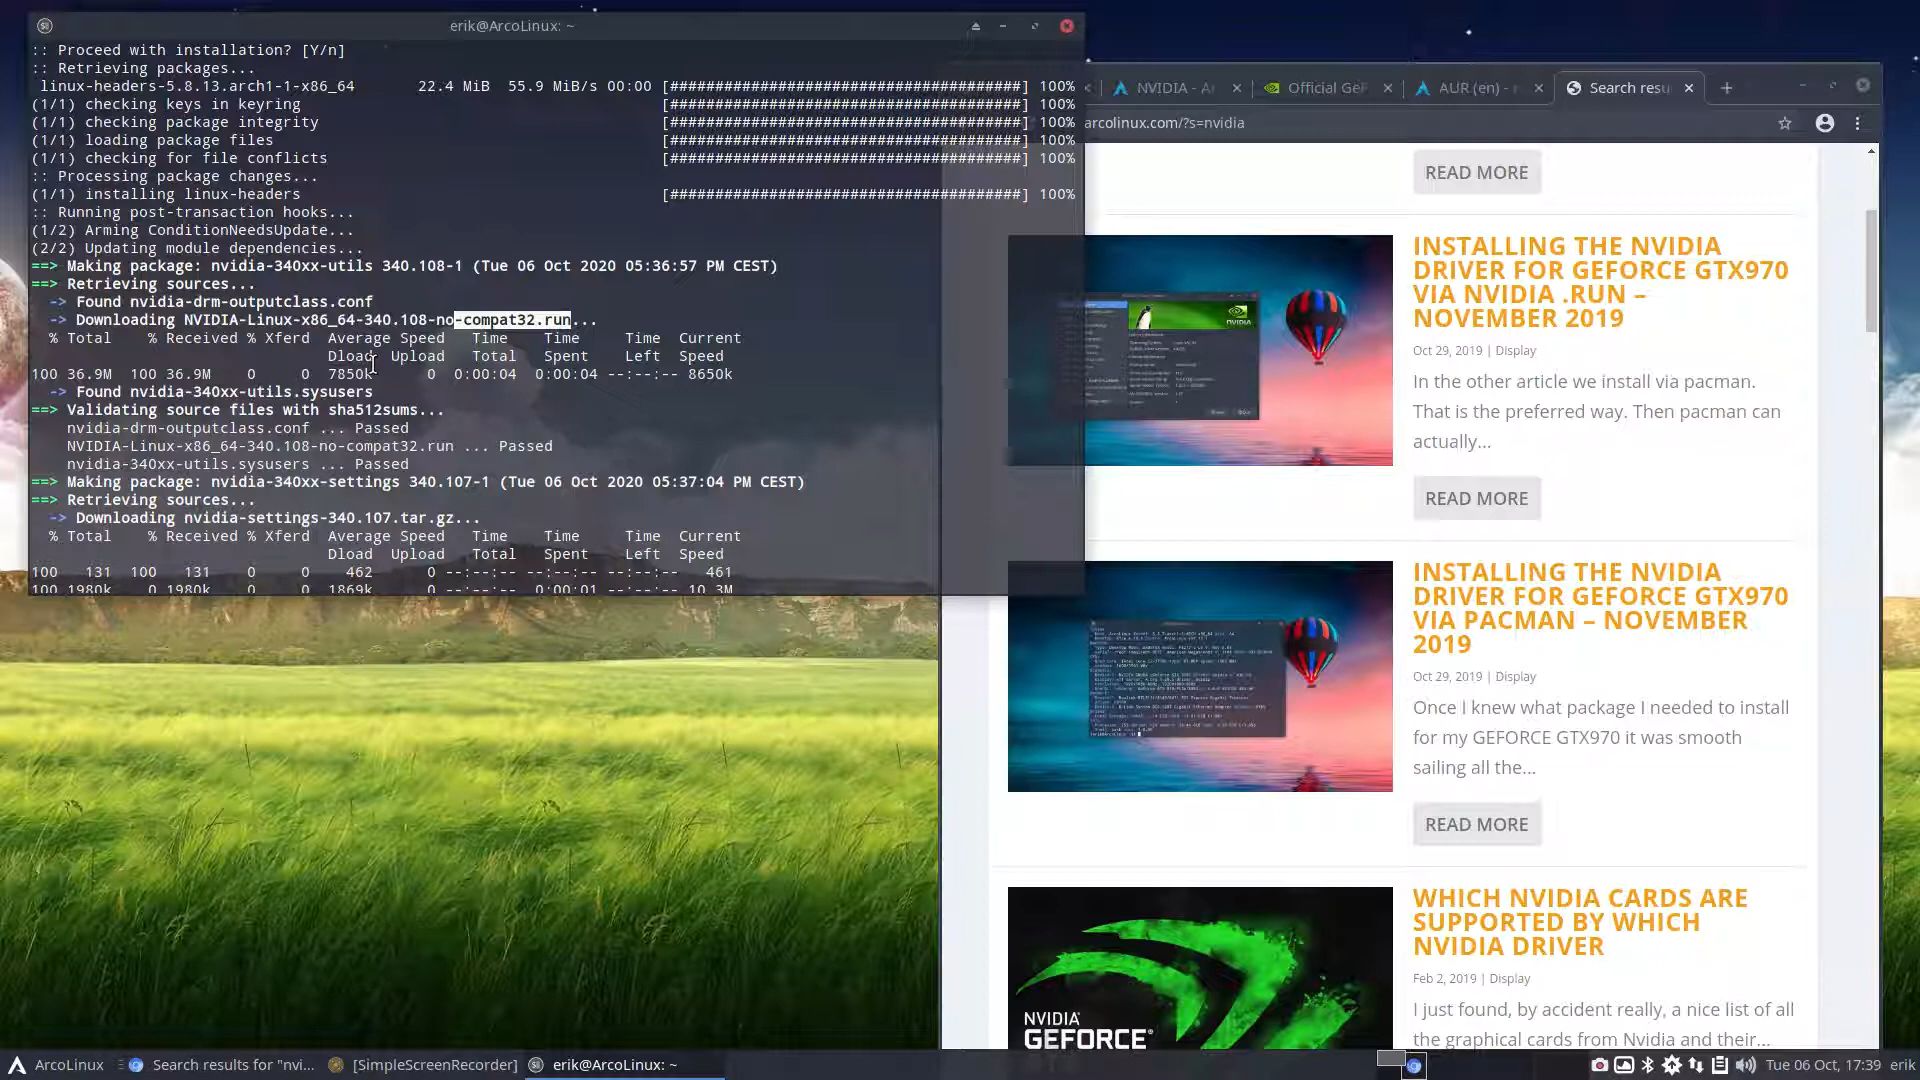 erik@ArcoLinux: ~
:: Proceed with installation? [Y/n]
:: Retrieving packages...
linux-headers-5.8.13.arch1-1-x86_64 22.4 MiB 55.9 MiB/s 00:00 [#######################################] 100%
(1/1) checking keys in keyring [#######################################] 100%
(1/1) checking package integrity [#######################################] 100%
(1/1) loading package files [#######################################] 100%
(1/1) checking for file conflicts [#######################################] 100%
:: Processing package changes...
(1/1) installing linux-headers [#######################################] 100%
:: Running post-transaction hooks...
(1/2) Arming ConditionNeedsUpdate...
(2/2) Updating module dependencies...
==> Making package: nvidia-340xx-utils 340.108-1 (Tue 06 Oct 2020 05:36:57 PM CEST)
==> Retrieving sources...
-> Found nvidia-drm-outputclass.conf
-> Downloading NVIDIA-Linux-x86_64-340.108-no-compat32.run...
% Total % Received % Xferd Average Speed Time Time Time Current
Dload Upload Total Spent Left Speed
100 36.9M 100 36.9M 0 0 7850k 0 0:00:04 0:00:04 --:--:-- 8650k
-> Found nvidia-340xx-utils.sysusers
==> Validating source files with sha512sums...
nvidia-drm-outputclass.conf ... Passed
NVIDIA-Linux-x86_64-340.108-no-compat32.run ... Passed
nvidia-340xx-utils.sysusers ... Passed
==> Making package: nvidia-340xx-settings 340.107-1 (Tue 06 Oct 2020 05:37:04 PM CEST)
==> Retrieving sources...
-> Downloading nvidia-settings-340.107.tar.gz...
% Total % Received % Xferd Average Speed Time Time Time Current
Dload Upload Total Spent Left Speed
100 131 100 131 0 0 462 0 --:--:-- --:--:-- --:--:-- 461
100 1980k 0 1980k 0 0 1869k 0 --:--:-- 0:00:01 --:--:-- 10.3M
NVIDIA - A
Official GeF
AUR (en) -
Search resu
arcolinux.com/?s=nvidia
READ MORE
INSTALLING THE NVIDIA
DRIVER FOR GEFORCE GTX970
VIA NVIDIA .RUN –
NOVEMBER 2019
Oct 29, 2019 | Display
In the other article we install via pacman.
That is the preferred way. Then pacman can
actually...
READ MORE
INSTALLING THE NVIDIA
DRIVER FOR GEFORCE GTX970
VIA PACMAN – NOVEMBER
2019
Oct 29, 2019 | Display
Once I knew what package I needed to install
for my GEFORCE GTX970 it was smooth
sailing all the...
READ MORE
NVIDIA
GEFORCE
WHICH NVIDIA CARDS ARE
SUPPORTED BY WHICH
NVIDIA DRIVER
Feb 2, 2019 | Display
I just found, by accident really, a nice list of all
the graphical cards from Nvidia and their...
ArcoLinux
Search results for "nvi...
[SimpleScreenRecorder]
erik@ArcoLinux: ~
Tue 06 Oct, 17:39 erik